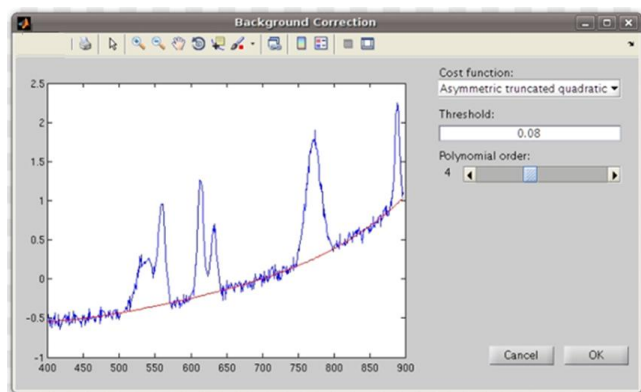 Background Correction
Cost function:
Asymmetric truncated quadratic
Threshold:
0.08
Polynomial order:
4
2.5
2
1.5
1
0.5
0
-0.5
-1
400 450 500 550 600 650 700 750 800 850 900
Cancel OK